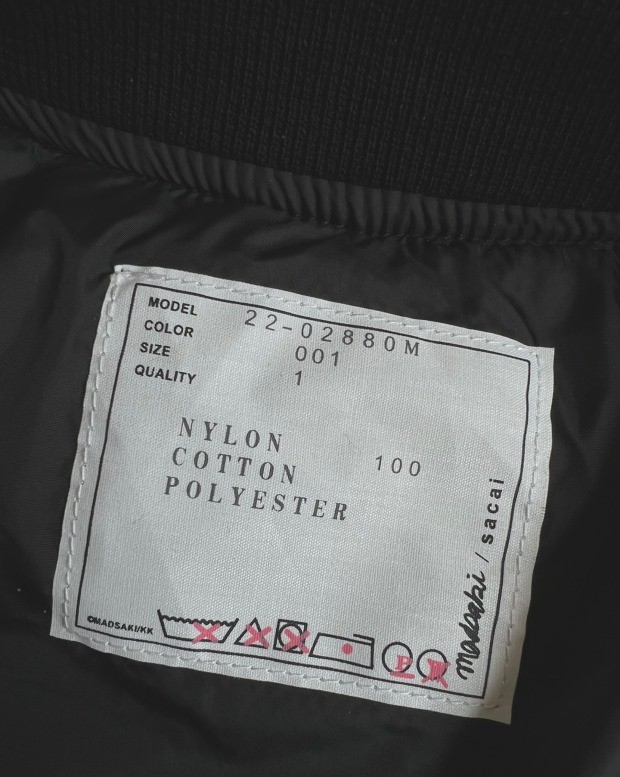 MODEL 22-02880M
COLOR 001
SIZE 1
QUALITY
NYLON 100
COTTON
POLYESTER
©MADSAKI/KK
P
W
madsaki / sacai